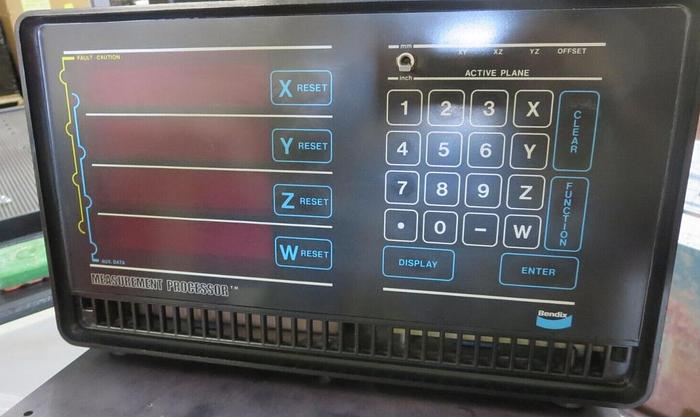 FAULT CAUTION
X RESET
Y RESET
Z RESET
W RESET
AUX. DATA
MEASUREMENT PROCESSOR™
mm
XY XZ YZ OFFSET
inch
ACTIVE PLANE
1 2 3 X
4 5 6 Y
7 8 9 Z
• 0 – W
CLEAR
FUNCTION
DISPLAY
ENTER
Bendix